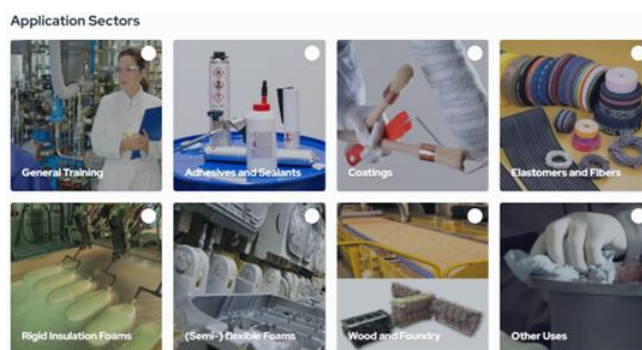 Application Sectors
General Training
Adhesives and Sealants
Coatings
Elastomers and Fibers
Rigid Insulation Foams
(Semi-) flexible Foams
Wood and Foundry
Other Uses